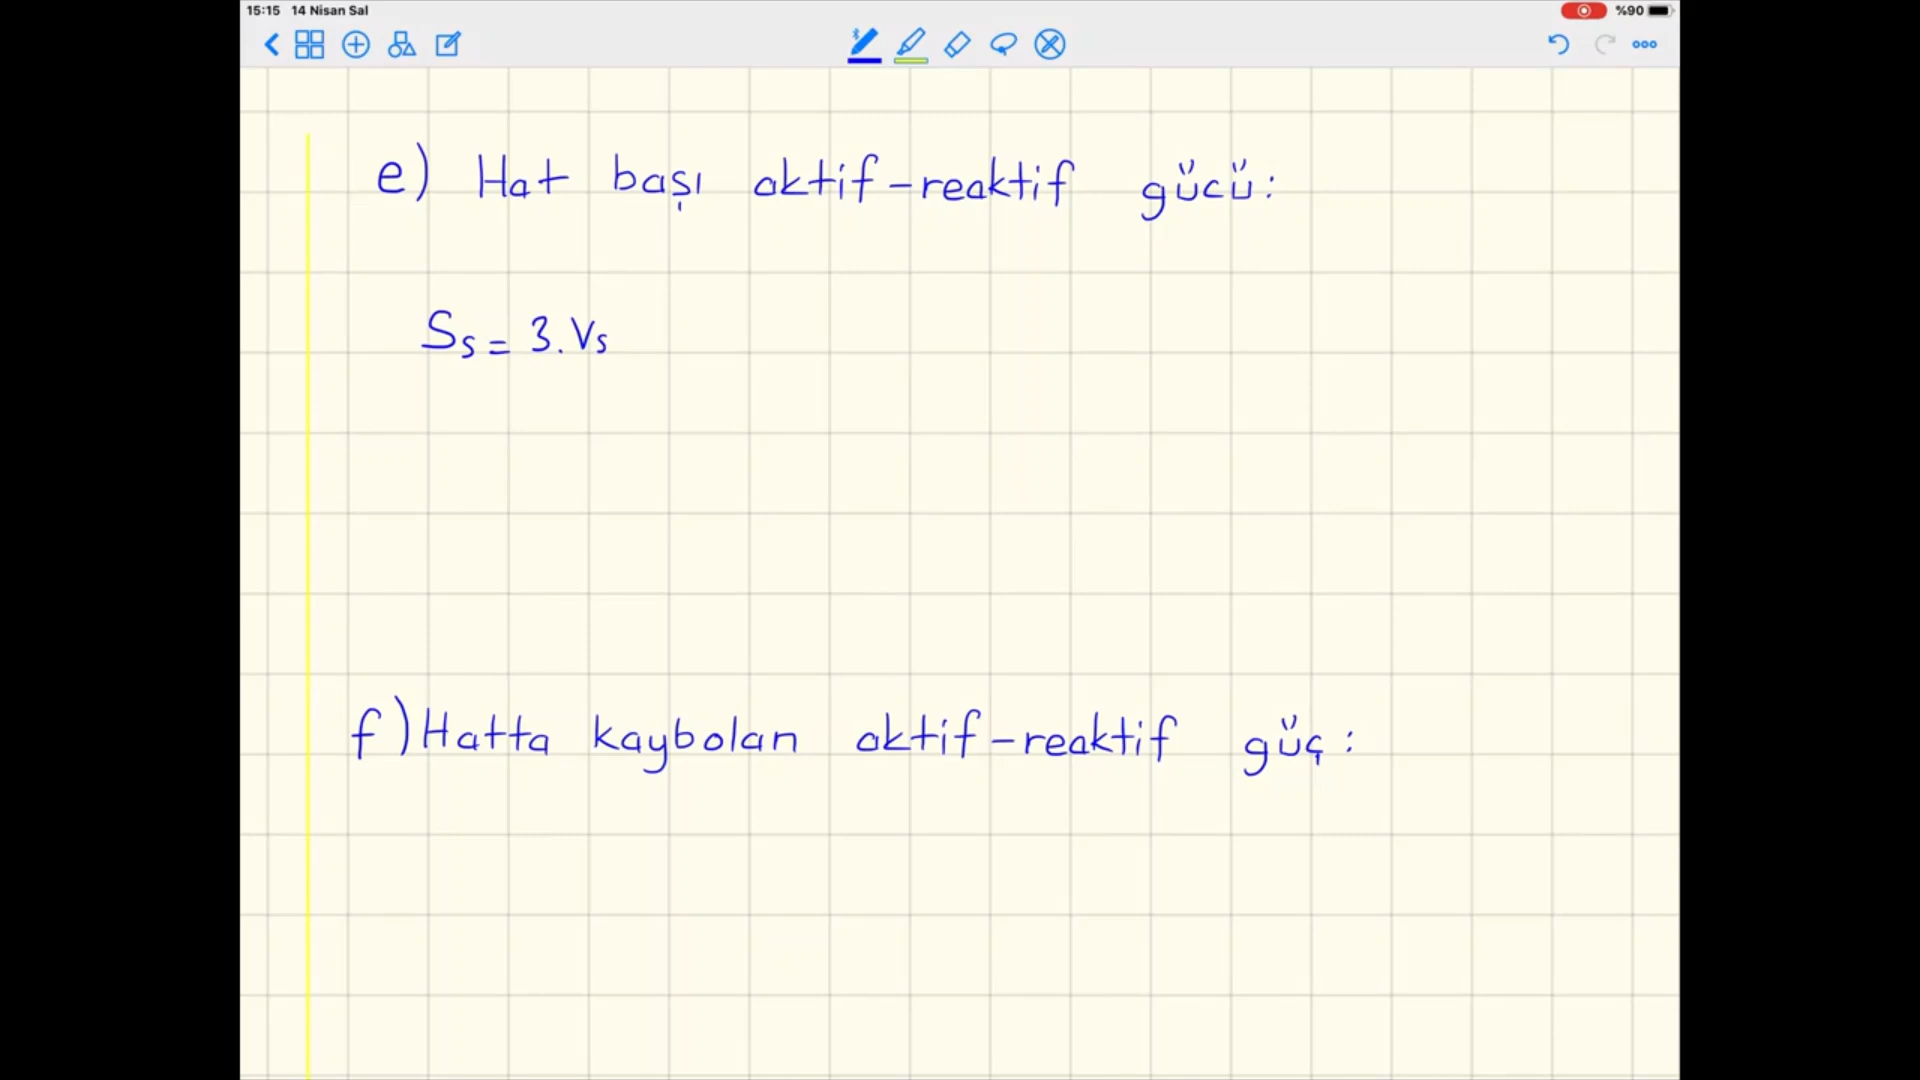 15:15 14 Nisan Sal %90
e) Hat başı aktif-reaktif gücü:
Ss = 3.Vs
f) Hatta kaybolan aktif-reaktif güç: